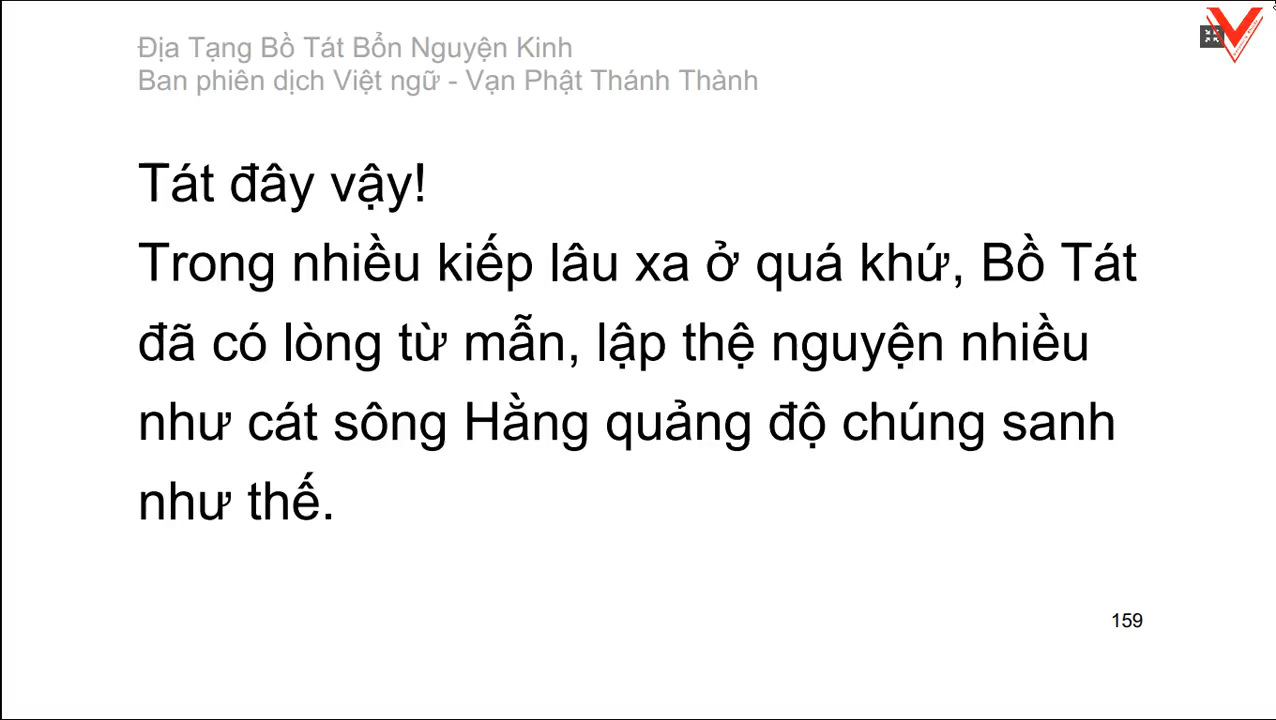 Địa Tạng Bồ Tát Bổn Nguyện Kinh
Ban phiên dịch Việt ngữ - Vạn Phật Thánh Thành
Tát đây vậy!
Trong nhiều kiếp lâu xa ở quá khứ, Bồ Tát
đã có lòng từ mẫn, lập thệ nguyện nhiều
như cát sông Hằng quảng độ chúng sanh
như thế.
159